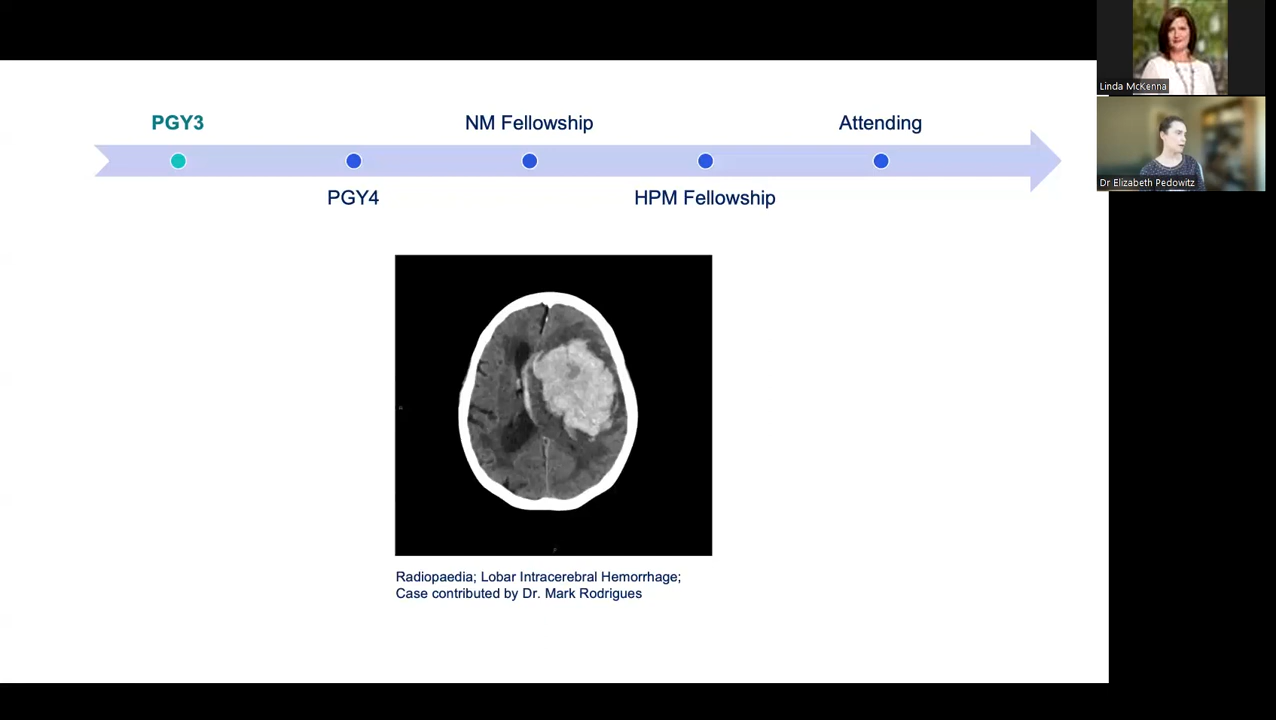 PGY3
NM Fellowship
Attending
PGY4
HPM Fellowship
Radiopaedia; Lobar Intracerebral Hemorrhage;
Case contributed by Dr. Mark Rodrigues
Linda McKenna
Dr Elizabeth Pedowitz